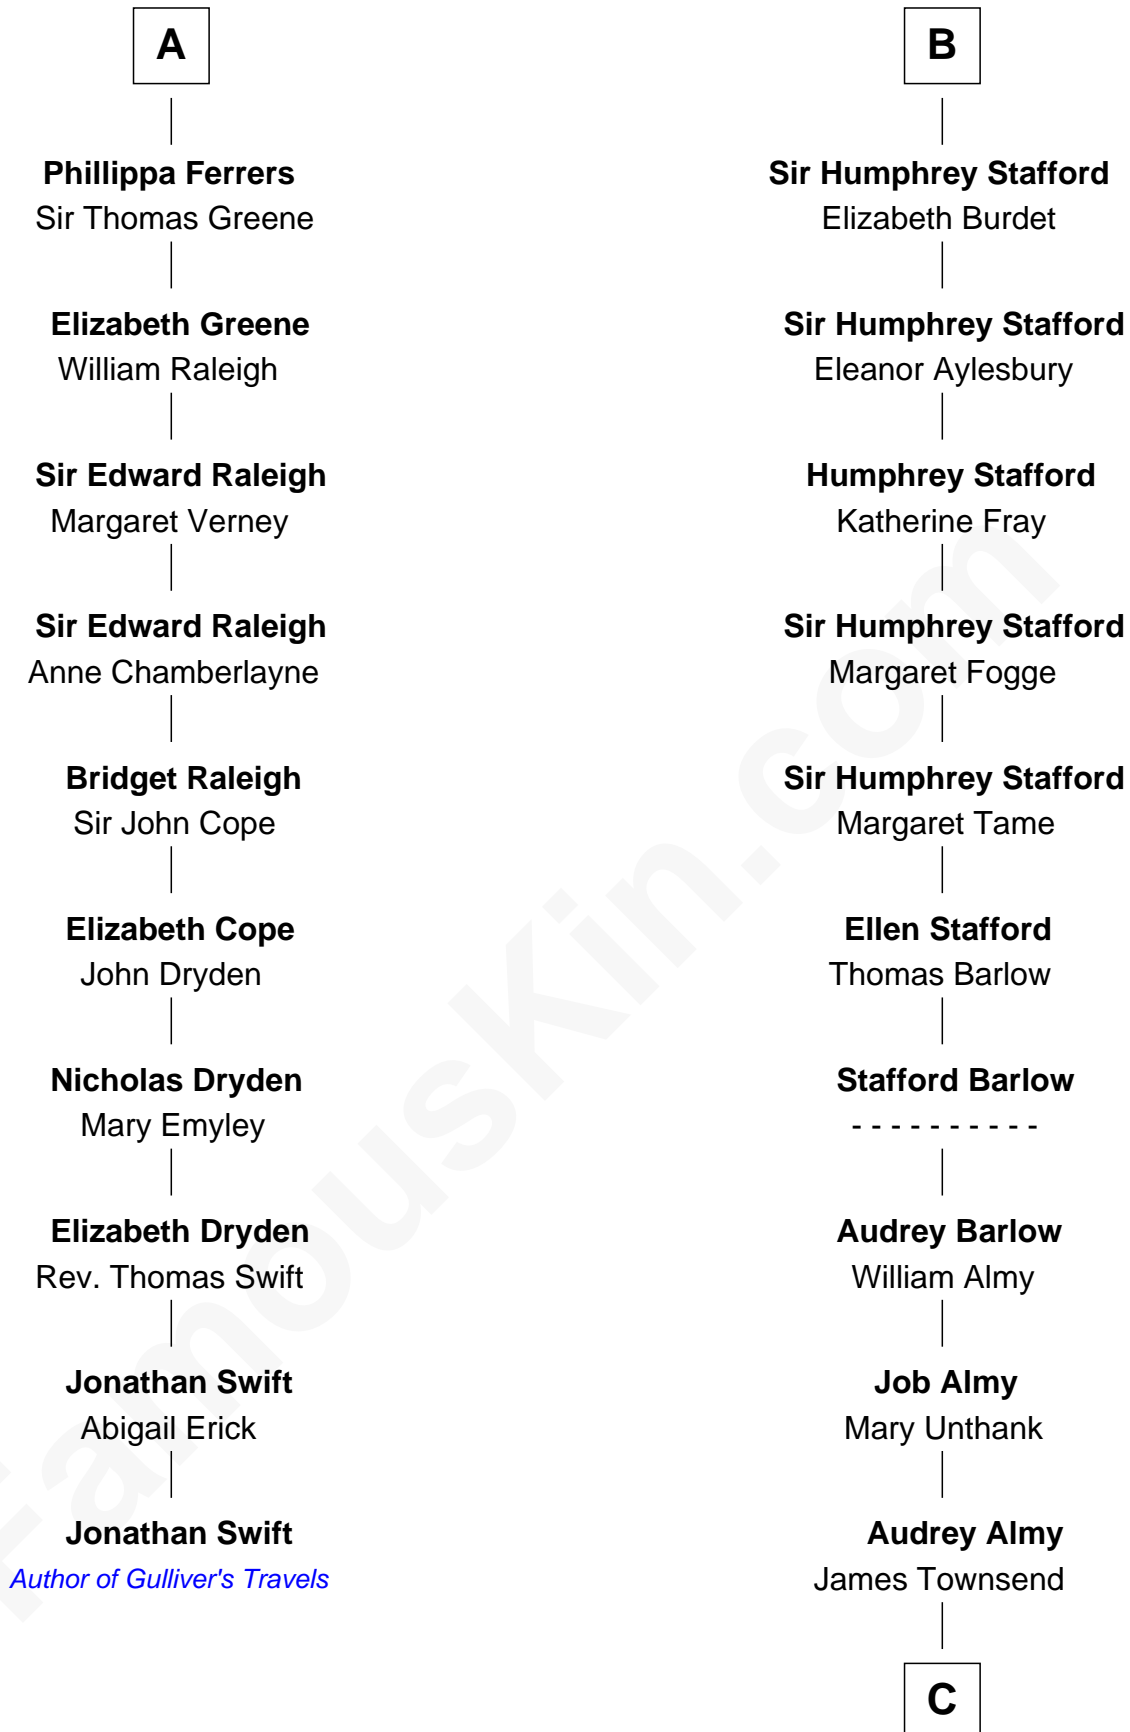 A
Phillippa Ferrers
Sir Thomas Greene
Elizabeth Greene
William Raleigh
Sir Edward Raleigh
Margaret Verney
Sir Edward Raleigh
Anne Chamberlayne
Bridget Raleigh
Sir John Cope
Elizabeth Cope
John Dryden
Nicholas Dryden
Mary Emyley
Elizabeth Dryden
Rev. Thomas Swift
Jonathan Swift
Abigail Erick
Jonathan Swift
Author of Gulliver's Travels
B
Sir Humphrey Stafford
Elizabeth Burdet
Sir Humphrey Stafford
Eleanor Aylesbury
Humphrey Stafford
Katherine Fray
Sir Humphrey Stafford
Margaret Fogge
Sir Humphrey Stafford
Margaret Tame
Ellen Stafford
Thomas Barlow
Stafford Barlow
- - - - - - - - - -
Audrey Barlow
William Almy
Job Almy
Mary Unthank
Audrey Almy
James Townsend
C
FamousKin.com